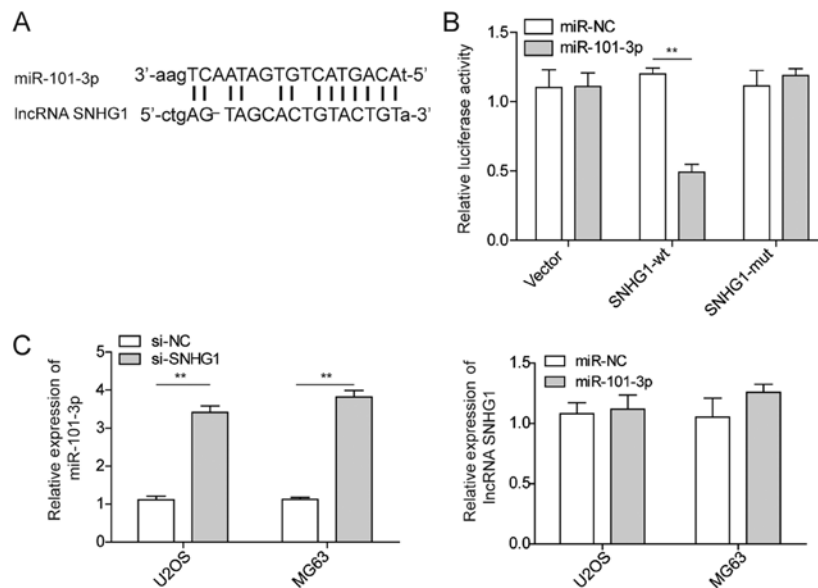 A
miR-101-3p 3'-aagTCAATAGTGTCATGACAt-5'
lncRNA SNHG1 5'-ctgAG- TAGCACTGTACTGTa-3'
B
miR-NC
miR-101-3p
**
Relative luciferase activity
1.5
1.0
0.5
0.0
Vector
SNHG1-wt
SNHG1-mut
C
si-NC
si-SNHG1
**
**
Relative expression of
miR-101-3p
5
4
3
2
1
0
U2OS
MG63
miR-NC
miR-101-3p
Relative expression of
lncRNA SNHG1
1.5
1.0
0.5
0.0
U2OS
MG63